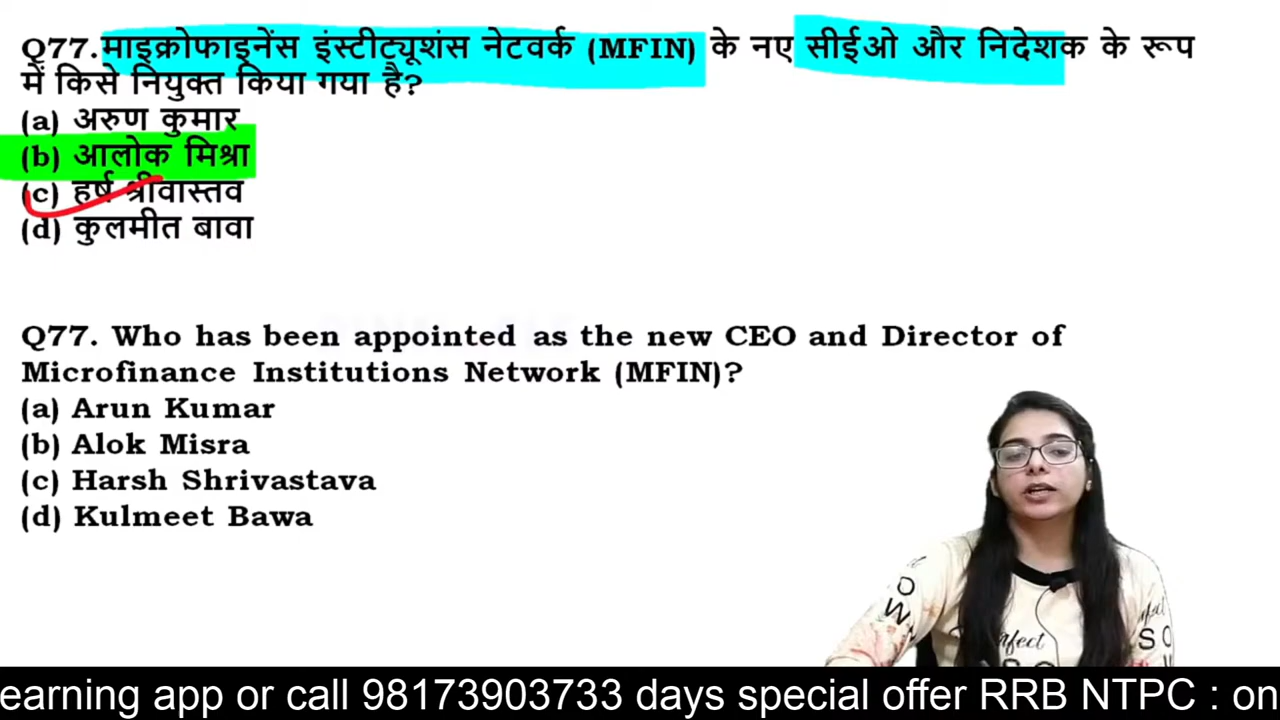 Q77.माइक्रोफाइनेंस इंस्टीट्यूशंस नेटवर्क (MFIN) के नए सीईओ और निदेशक के रूप
में किसे नियुक्त किया गया है?
(a) अरुण कुमार
(b) आलोक मिश्रा
(c) हर्ष श्रीवास्तव
(d) कुलमीत बावा
Q77. Who has been appointed as the new CEO and Director of
Microfinance Institutions Network (MFIN)?
(a) Arun Kumar
(b) Alok Misra
(c) Harsh Shrivastava
(d) Kulmeet Bawa
earning app or call 98173903733 days special offer RRB NTPC : on